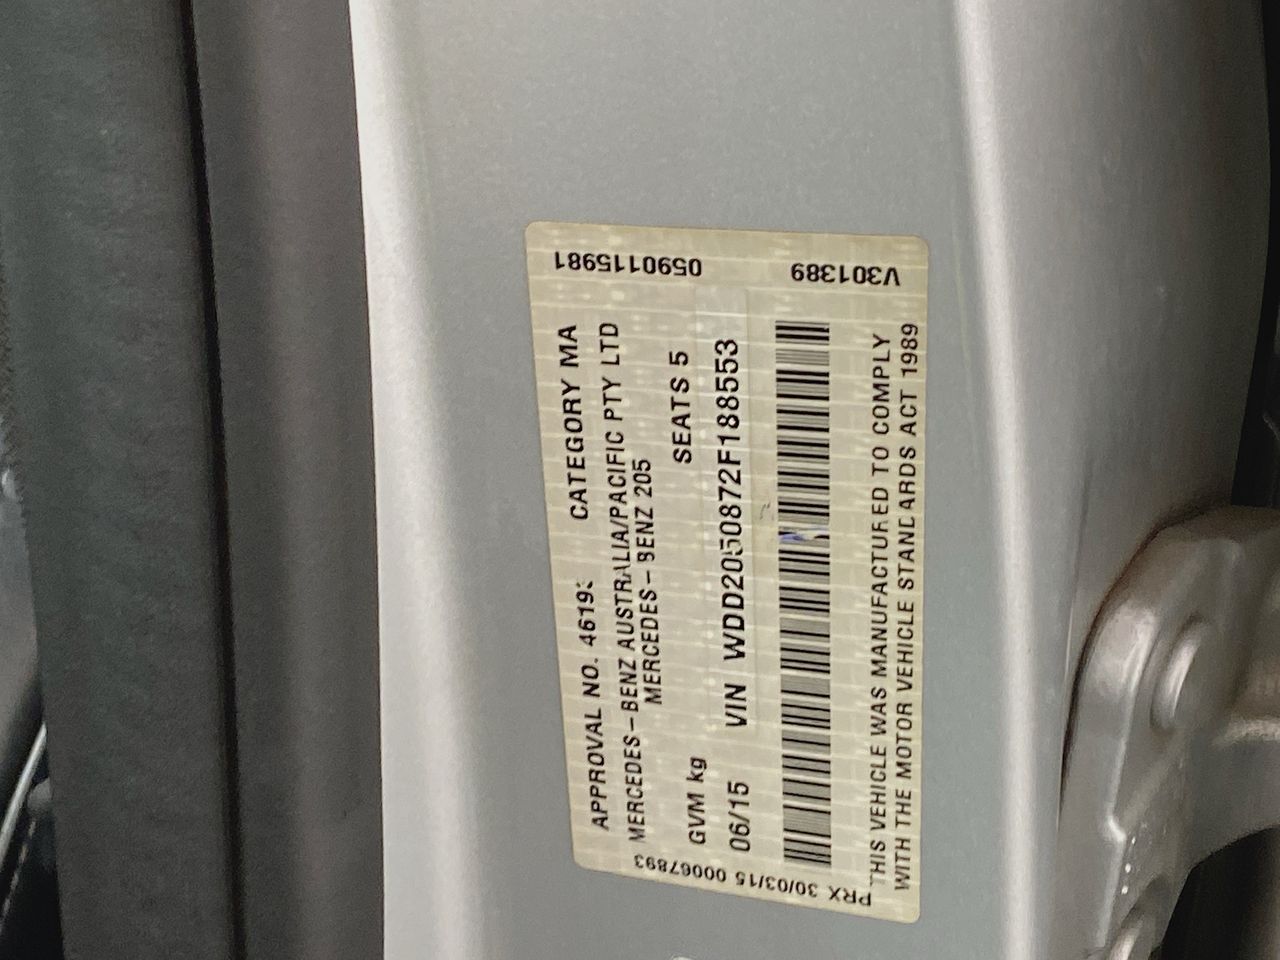 APPROVAL NO. 4619 CATEGORY MA
MERCEDES-BENZ AUSTRALIA/PACIFIC PTY LTD
MERCEDES-BENZ 205
GVM kg SEATS 5
06/15 VIN WDD2050872F188553
THIS VEHICLE WAS MANUFACTURED TO COMPLY
WITH THE MOTOR VEHICLE STANDARDS ACT 1989
0590115981
V301389
PRX 30/03/15 00067893